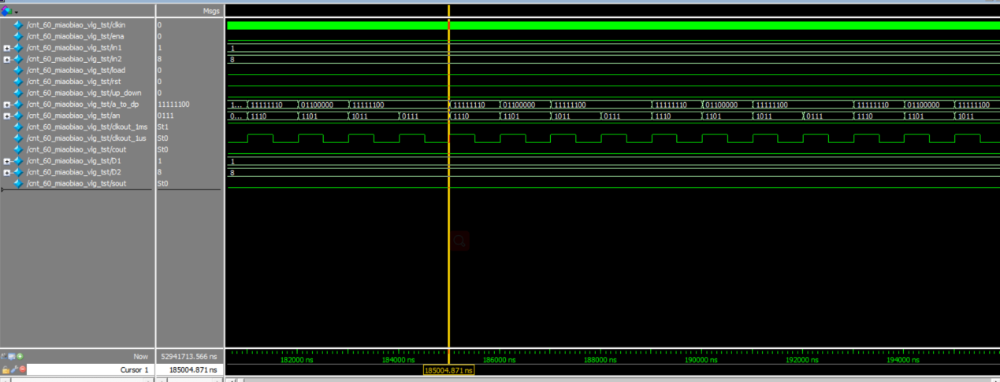 Msgs
/cnt_60_miaobiao_vlg_tst/clkin 0
/cnt_60_miaobiao_vlg_tst/ena 0
/cnt_60_miaobiao_vlg_tst/in1 1 1
/cnt_60_miaobiao_vlg_tst/in2 8 8
/cnt_60_miaobiao_vlg_tst/load 0
/cnt_60_miaobiao_vlg_tst/rst 0
/cnt_60_miaobiao_vlg_tst/up_down 0
/cnt_60_miaobiao_vlg_tst/a_to_dp 11111100 1... 11111110 01100000 11111100 11111110 01100000 11111100 11111110 01100000 11111100 11111110 01100000 11111100
/cnt_60_miaobiao_vlg_tst/an 0111 0... 1110 1101 1011 0111 1110 1101 1011 0111 1110 1101 1011 0111 1110 1101 1011
/cnt_60_miaobiao_vlg_tst/clkout_1ms St1
/cnt_60_miaobiao_vlg_tst/clkout_1us St0
/cnt_60_miaobiao_vlg_tst/cout St0
/cnt_60_miaobiao_vlg_tst/D1 1 1
/cnt_60_miaobiao_vlg_tst/D2 8 8
/cnt_60_miaobiao_vlg_tst/sout St0
Now 52941713.566 ns 182000 ns 184000 ns 186000 ns 188000 ns 190000 ns 192000 ns 194000 ns
Cursor 1 185004.871 ns 185004.871 ns